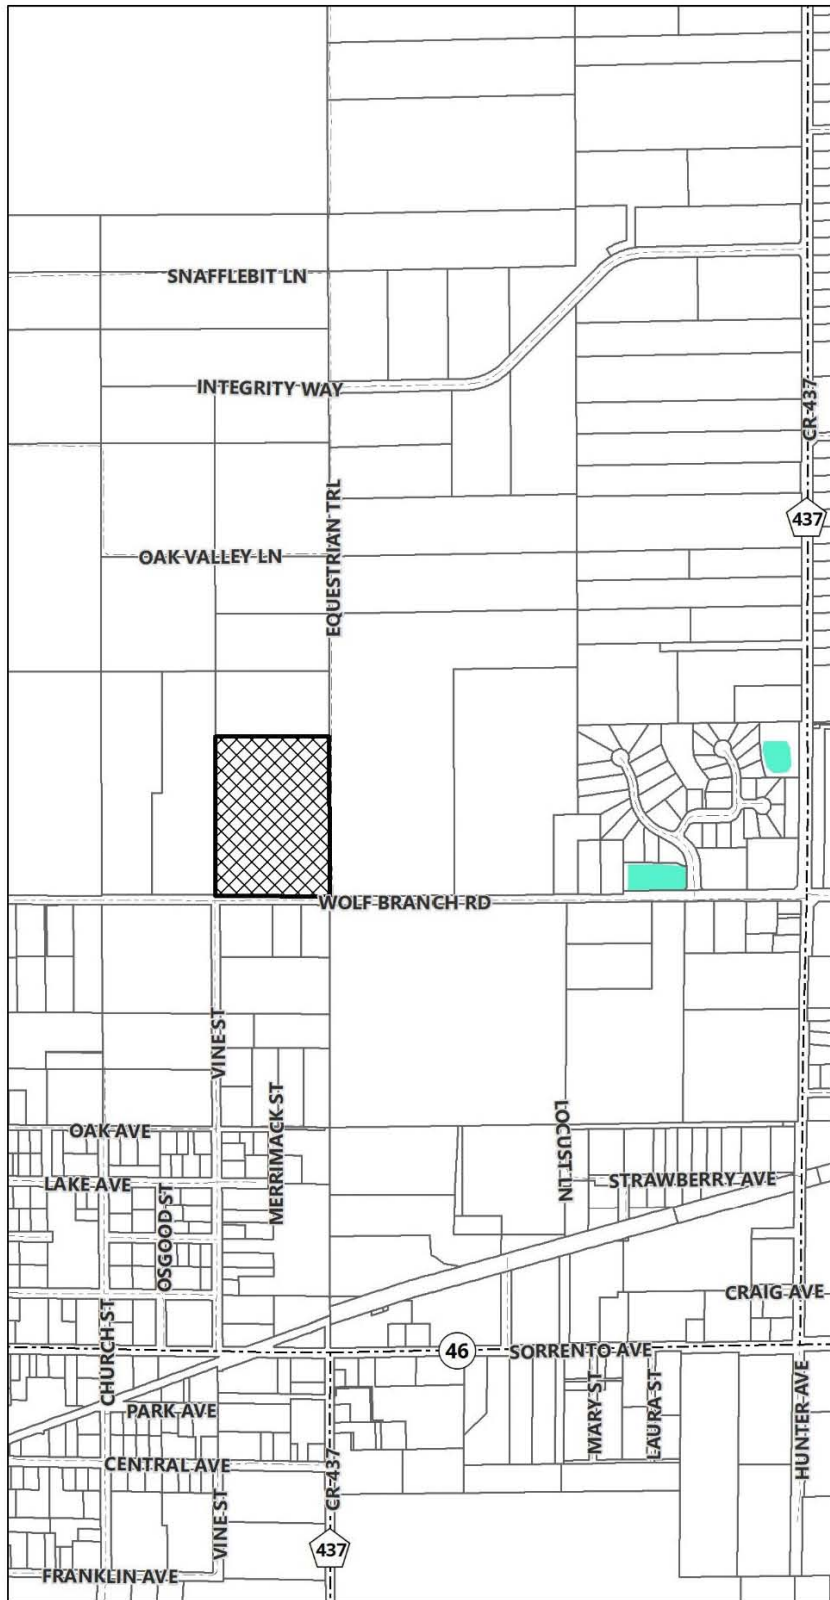 SNAFFLEBIT LN
INTEGRITY WAY
CR 437
EQUESTRIAN TRL
437
OAK VALLEY LN
WOLF BRANCH RD
VINE ST
MERRIMACK ST
LOCUST LN
OAK AVE
LAKE AVE
STRAWBERRY AVE
OSGOOD ST
CRAIG AVE
CHURCH ST
46
SORRENTO AVE
MARY ST
LAURA ST
HUNTER AVE
PARK AVE
CENTRAL AVE
CR 437
VINE ST
437
FRANKLIN AVE